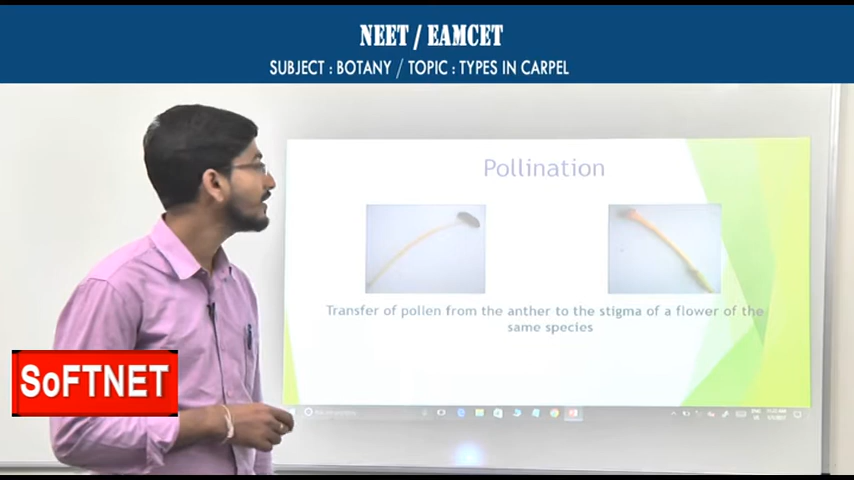 NEET / EAMCET
SUBJECT : BOTANY / TOPIC : TYPES IN CARPEL
Pollination
Transfer of pollen from the anther to the stigma of a flower of the
same species
SoFTNET